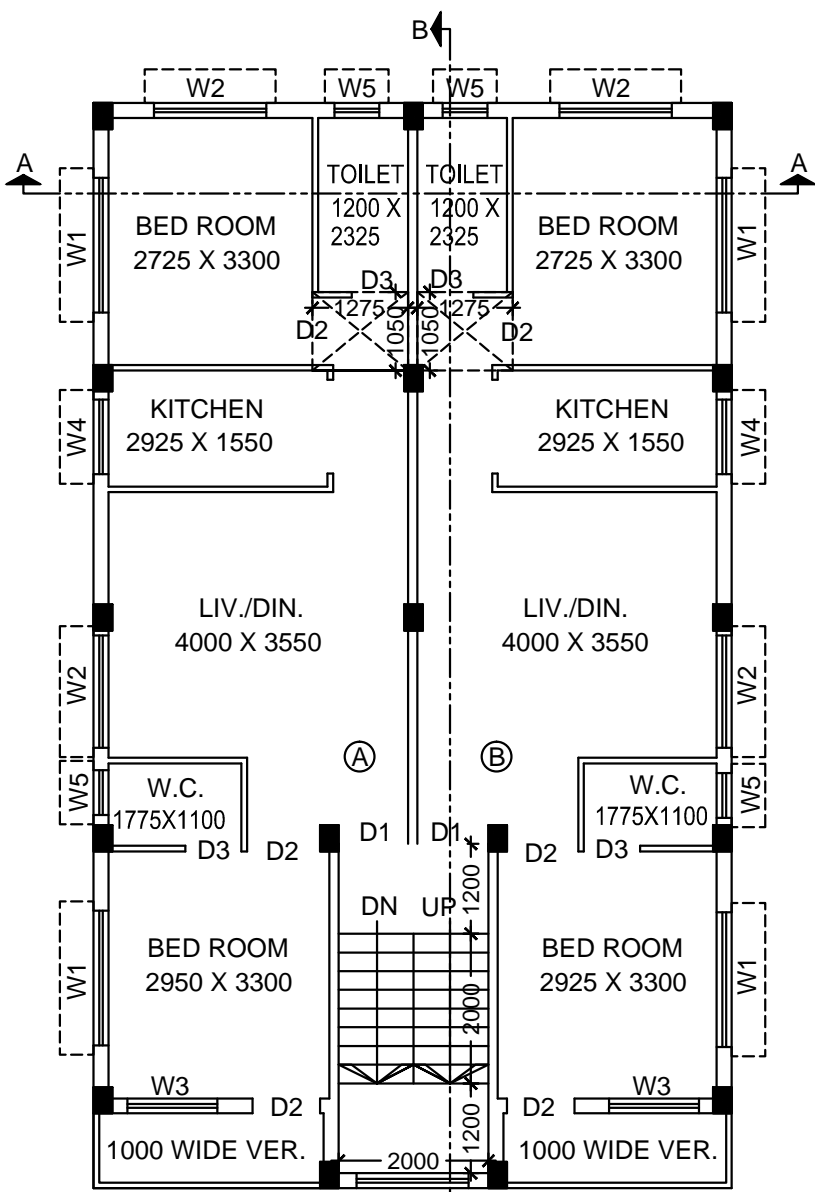 B
W2 W5 W5 W2
A A
TOILET TOILET
1200 X 1200 X
2325 2325
BED ROOM BED ROOM
2725 X 3300 2725 X 3300
W1 W1
D3 D3
1275 1275
D2 1050 1050 D2
KITCHEN KITCHEN
2925 X 1550 2925 X 1550
W4 W4
LIV./DIN. LIV./DIN.
4000 X 3550 4000 X 3550
W2 W2
A B
W.C. W.C.
1775X1100 1775X1100
W5 W5
D3 D2 D1 D1 D2 D3
1200
DN UP
BED ROOM BED ROOM
2950 X 3300 2925 X 3300
W1 W1
2000
W3 W3
D2 D2
1200
1000 WIDE VER. 2000 1000 WIDE VER.